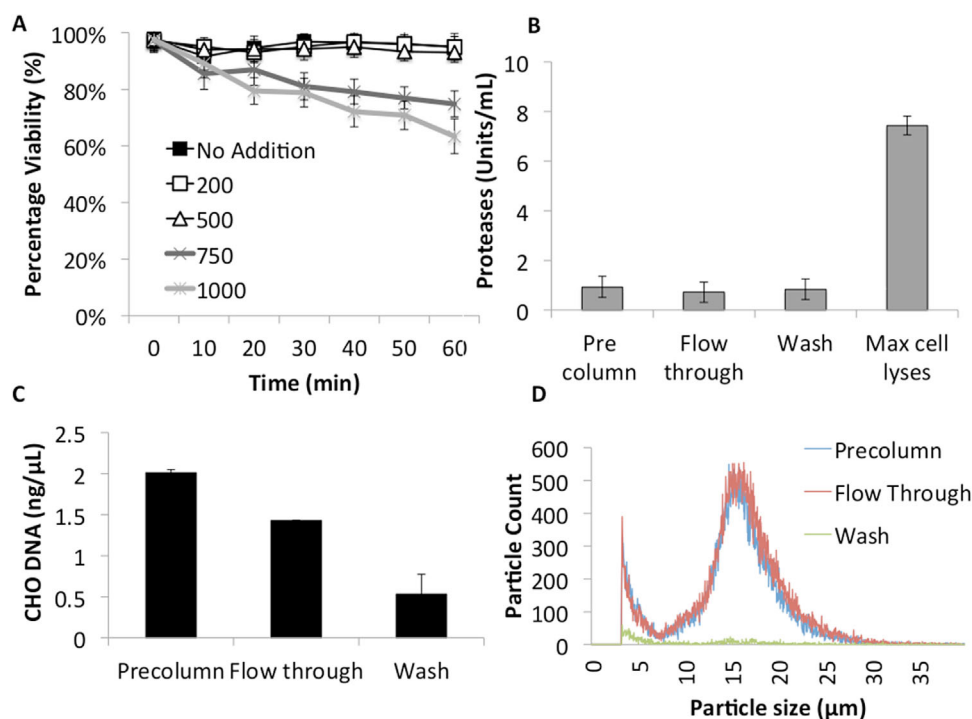 A
Percentage Viability (%)
100%
80%
60%
40%
20%
0%
No Addition
200
500
750
1000
0 10 20 30 40 50 60
Time (min)
B
Proteases (Units/mL)
10
8
6
4
2
0
Pre column
Flow through
Wash
Max cell lyses
C
CHO DNA (ng/µL)
2.5
2
1.5
1
0.5
0
Precolumn Flow through Wash
D
Particle Count
600
500
400
300
200
100
0
Precolumn
Flow Through
Wash
0 5 10 15 20 25 30 35
Particle size (µm)